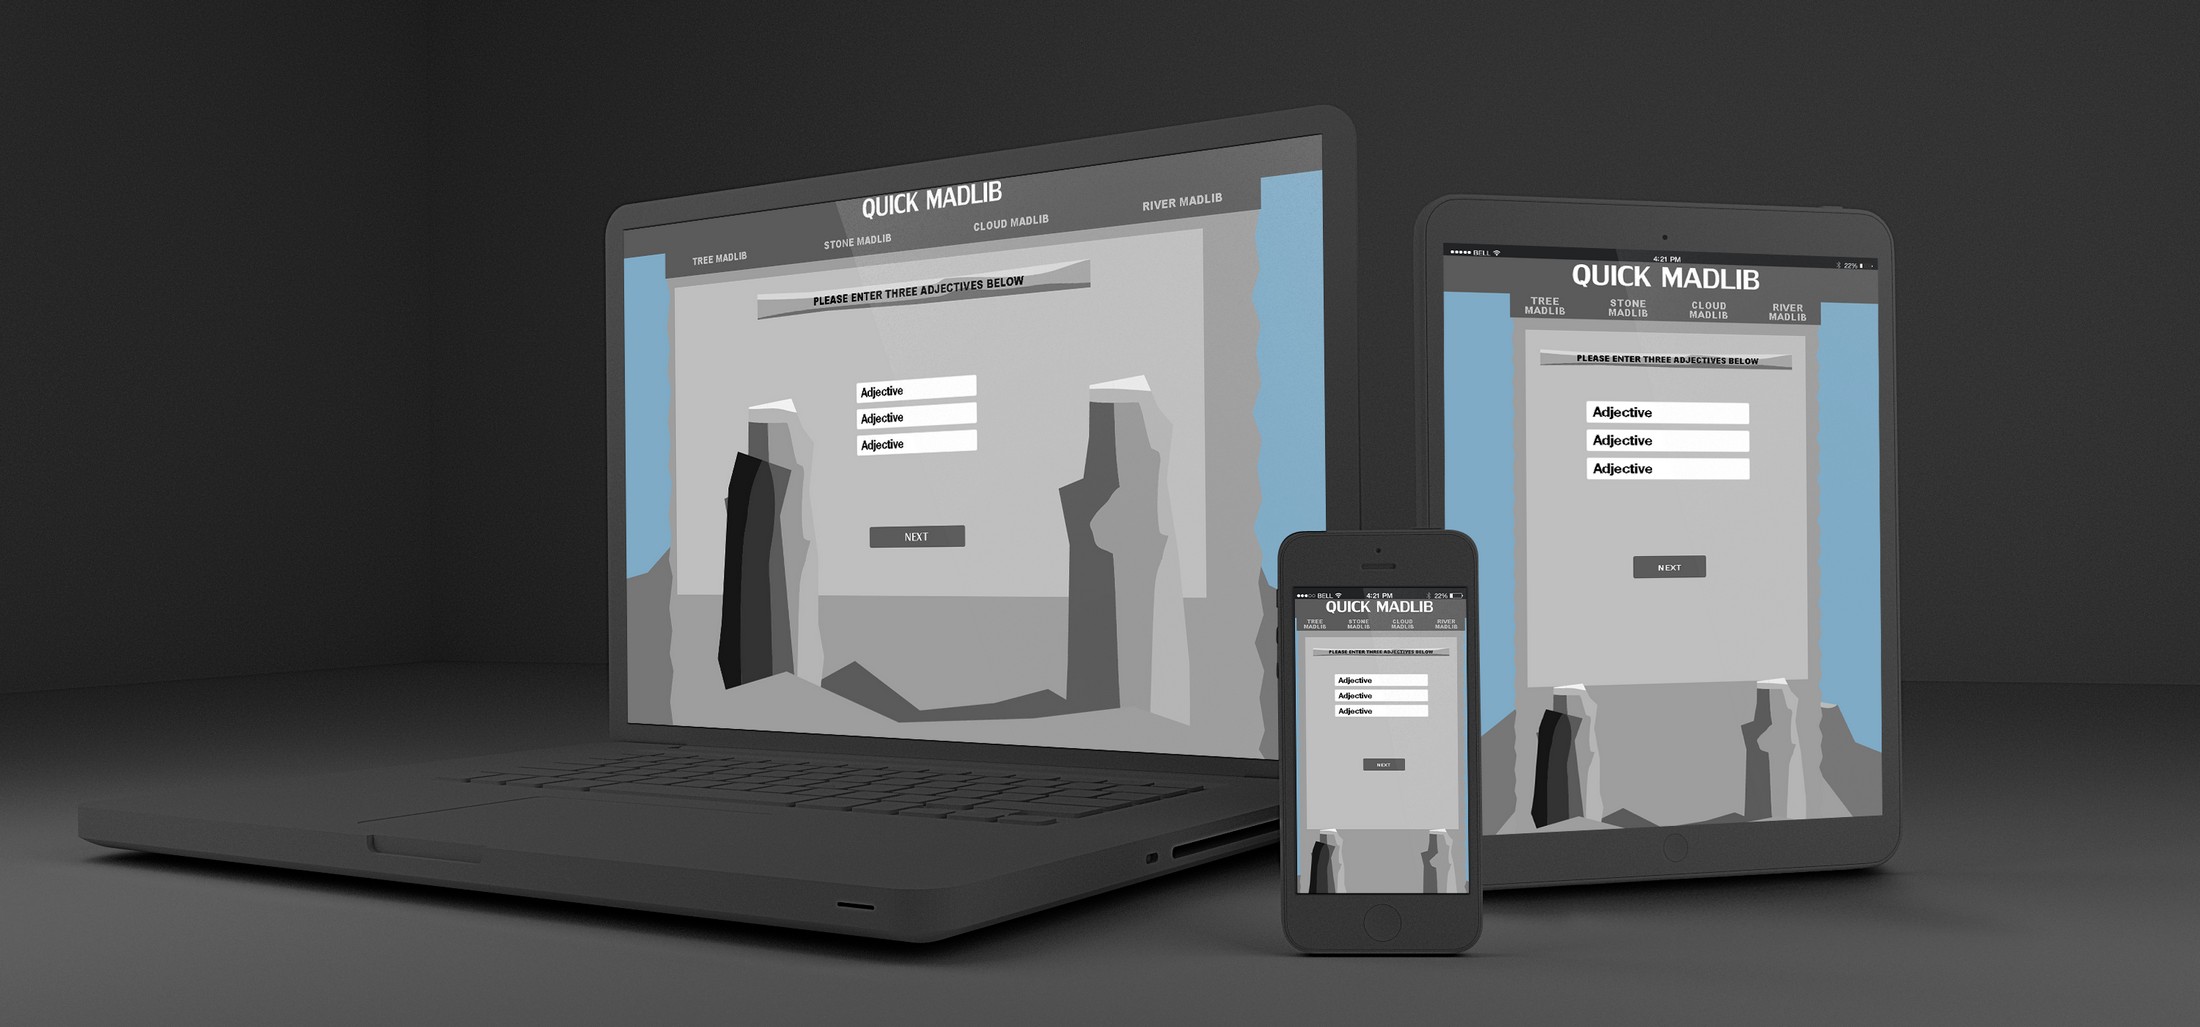 QUICK MADLIB
TREE MADLIB
STONE MADLIB
CLOUD MADLIB
RIVER MADLIB
PLEASE ENTER THREE ADJECTIVES BELOW
Adjective
Adjective
Adjective
NEXT
BELL 4:21 PM 22%
QUICK MADLIB
TREE
MADLIB
STONE
MADLIB
CLOUD
MADLIB
RIVER
MADLIB
PLEASE ENTER THREE ADJECTIVES BELOW
Adjective
Adjective
Adjective
NEXT
BELL 4:21 PM 22%
QUICK MADLIB
TREE
MADLIB
STONE
MADLIB
CLOUD
MADLIB
RIVER
MADLIB
PLEASE ENTER THREE ADJECTIVES BELOW
Adjective
Adjective
Adjective
NEXT